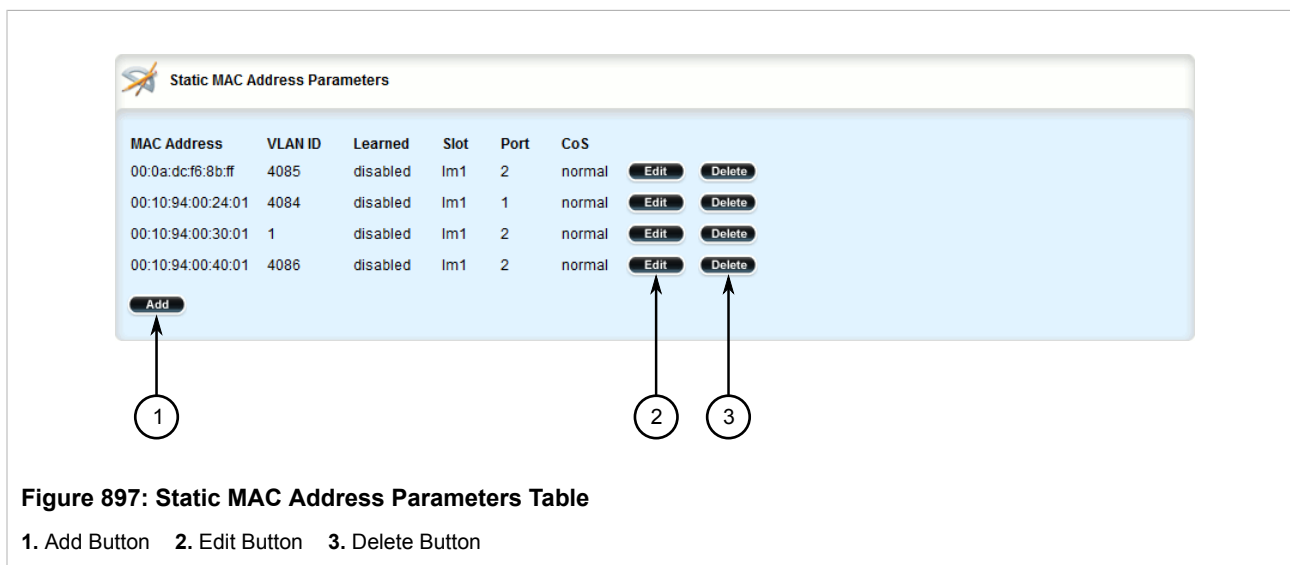 Static MAC Address Parameters
MAC Address VLAN ID Learned Slot Port CoS
00:0a:dc:f6:8b:ff 4085 disabled lm1 2 normal Edit Delete
00:10:94:00:24:01 4084 disabled lm1 1 normal Edit Delete
00:10:94:00:30:01 1 disabled lm1 2 normal Edit Delete
00:10:94:00:40:01 4086 disabled lm1 2 normal Edit Delete
Add
1 2 3
Figure 897: Static MAC Address Parameters Table
1. Add Button 2. Edit Button 3. Delete Button